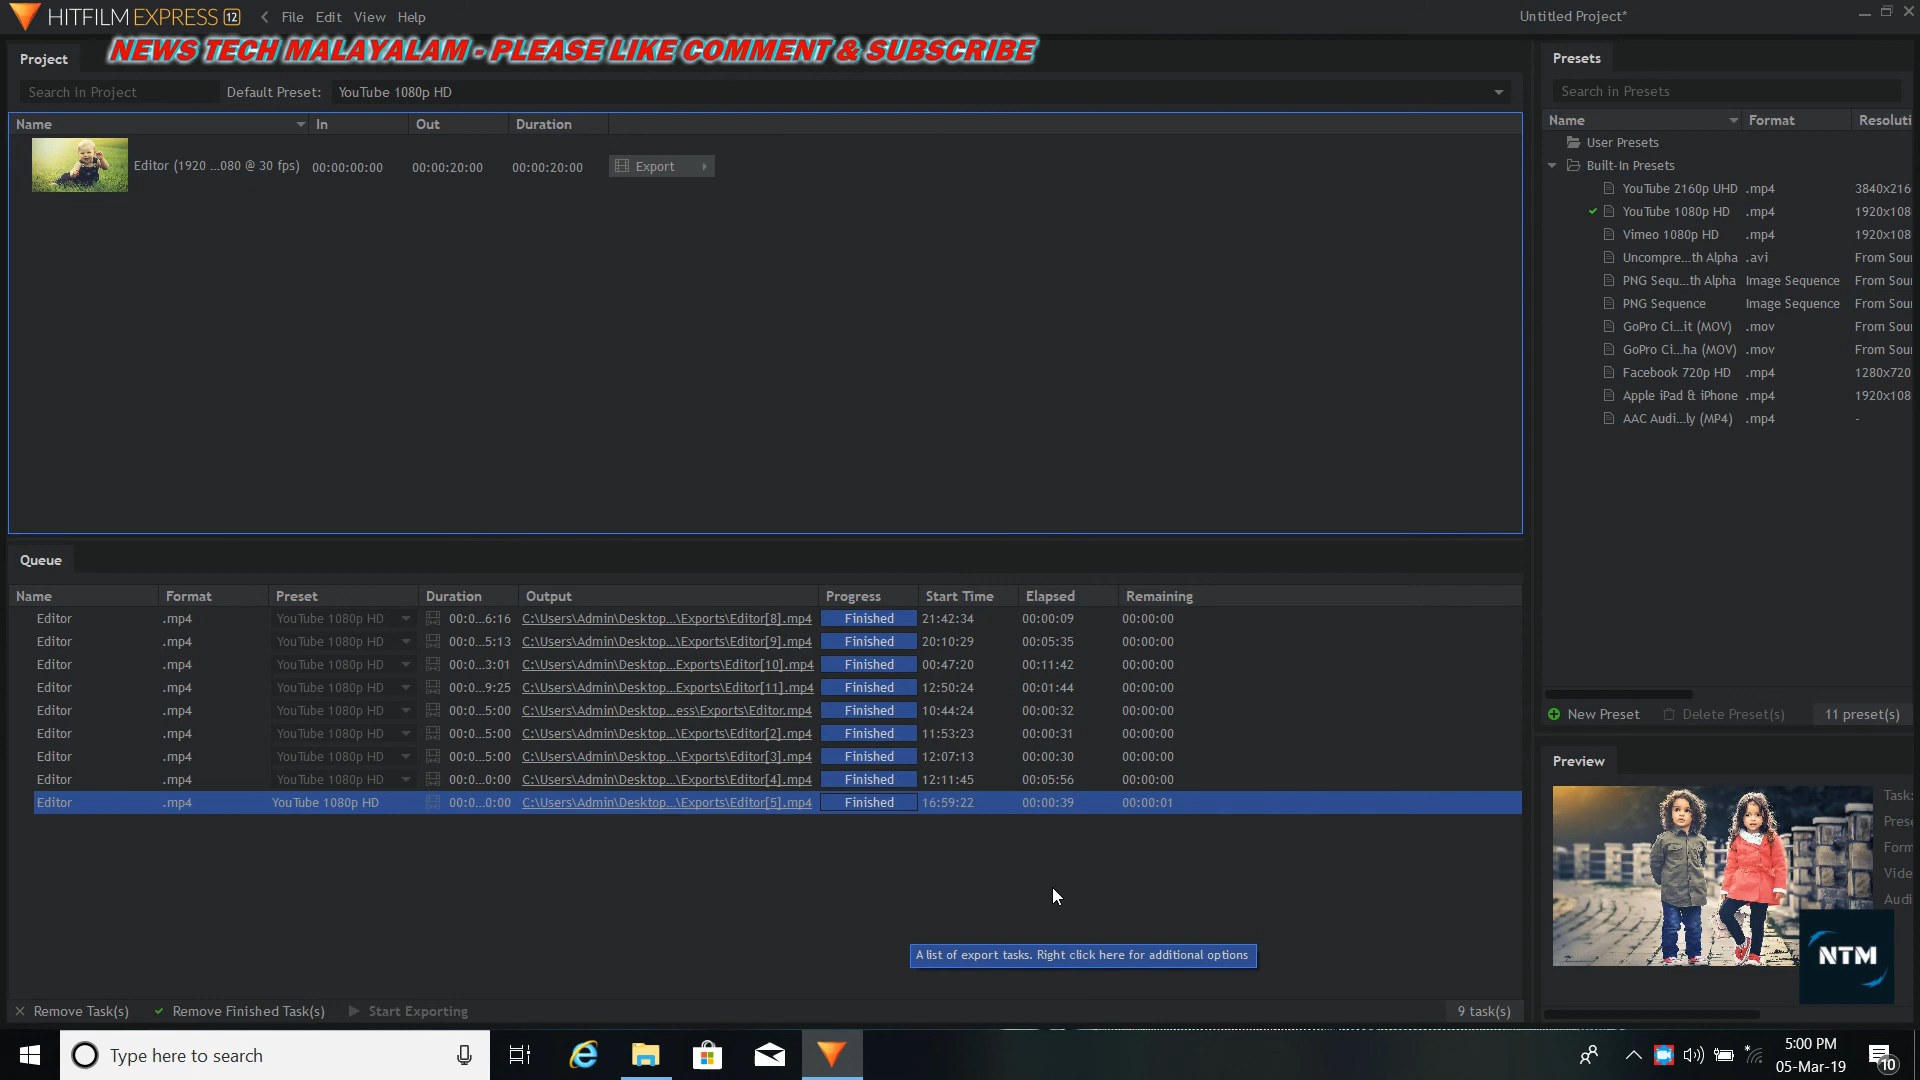 HITFILM EXPRESS 12 File Edit View Help Untitled Project*
NEWS TECH MALAYALAM - PLEASE LIKE COMMENT & SUBSCRIBE
Project
Search in Project Default Preset: YouTube 1080p HD
Name In Out Duration
Editor (1920 ...080 @ 30 fps) 00:00:00:00 00:00:20:00 00:00:20:00 Export
Queue
Name Format Preset Duration Output Progress Start Time Elapsed Remaining
Editor .mp4 YouTube 1080p HD 00:0...6:16 C:\Users\Admin\Desktop...\Exports\Editor[8].mp4 Finished 21:42:34 00:00:09 00:00:00
Editor .mp4 YouTube 1080p HD 00:0...5:13 C:\Users\Admin\Desktop...\Exports\Editor[9].mp4 Finished 20:10:29 00:05:35 00:00:00
Editor .mp4 YouTube 1080p HD 00:0...3:01 C:\Users\Admin\Desktop...Exports\Editor[10].mp4 Finished 00:47:20 00:11:42 00:00:00
Editor .mp4 YouTube 1080p HD 00:0...9:25 C:\Users\Admin\Desktop...Exports\Editor[11].mp4 Finished 12:50:24 00:01:44 00:00:00
Editor .mp4 YouTube 1080p HD 00:0...5:00 C:\Users\Admin\Desktop...ess\Exports\Editor.mp4 Finished 10:44:24 00:00:32 00:00:00
Editor .mp4 YouTube 1080p HD 00:0...5:00 C:\Users\Admin\Desktop...\Exports\Editor[2].mp4 Finished 11:53:23 00:00:31 00:00:00
Editor .mp4 YouTube 1080p HD 00:0...5:00 C:\Users\Admin\Desktop...\Exports\Editor[3].mp4 Finished 12:07:13 00:00:30 00:00:00
Editor .mp4 YouTube 1080p HD 00:0...0:00 C:\Users\Admin\Desktop...\Exports\Editor[4].mp4 Finished 12:11:45 00:05:56 00:00:00
Editor .mp4 YouTube 1080p HD 00:0...0:00 C:\Users\Admin\Desktop...\Exports\Editor[5].mp4 Finished 16:59:22 00:00:39 00:00:01
A list of export tasks. Right click here for additional options
Remove Task(s) Remove Finished Task(s) Start Exporting 9 task(s)
Presets
Search in Presets
Name Format Resoluti
User Presets
Built-In Presets
YouTube 2160p UHD .mp4 3840x216
YouTube 1080p HD .mp4 1920x108
Vimeo 1080p HD .mp4 1920x108
Uncompre...th Alpha .avi From Sour
PNG Sequ...th Alpha Image Sequence From Sour
PNG Sequence Image Sequence From Sour
GoPro Ci...it (MOV) .mov From Sour
GoPro Ci...ha (MOV) .mov From Sour
Facebook 720p HD .mp4 1280x720
Apple iPad & iPhone .mp4 1920x108
AAC Audi...ly (MP4) .mp4 -
New Preset Delete Preset(s) 11 preset(s)
Preview
Task:
Prese
Form
Vide
Audi
NTM
Type here to search
5:00 PM
05-Mar-19
10